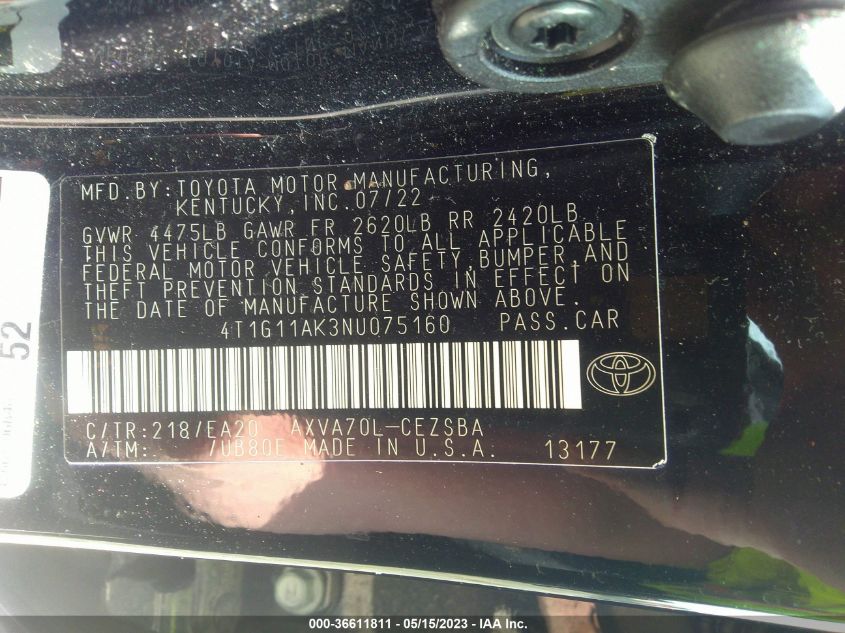 MFD.BY:TOYOTA MOTOR MANUFACTURING,
KENTUCKY,INC.07/22
GVWR 4475LB GAWR FR 2620LB RR 2420LB
THIS VEHICLE CONFORMS TO ALL APPLICABLE
FEDERAL MOTOR VEHICLE SAFETY,BUMPER,AND
THEFT PREVENTION STANDARDS IN EFFECT ON
THE DATE OF MANUFACTURE SHOWN ABOVE.
4T1G11AK3NU075160 PASS.CAR
C/TR:218/EA20 AXVA70L-CEZSBA
A/TM: /UB80E MADE IN U.S.A. 13177
52
000-36611811 - 05/15/2023 - IAA Inc.